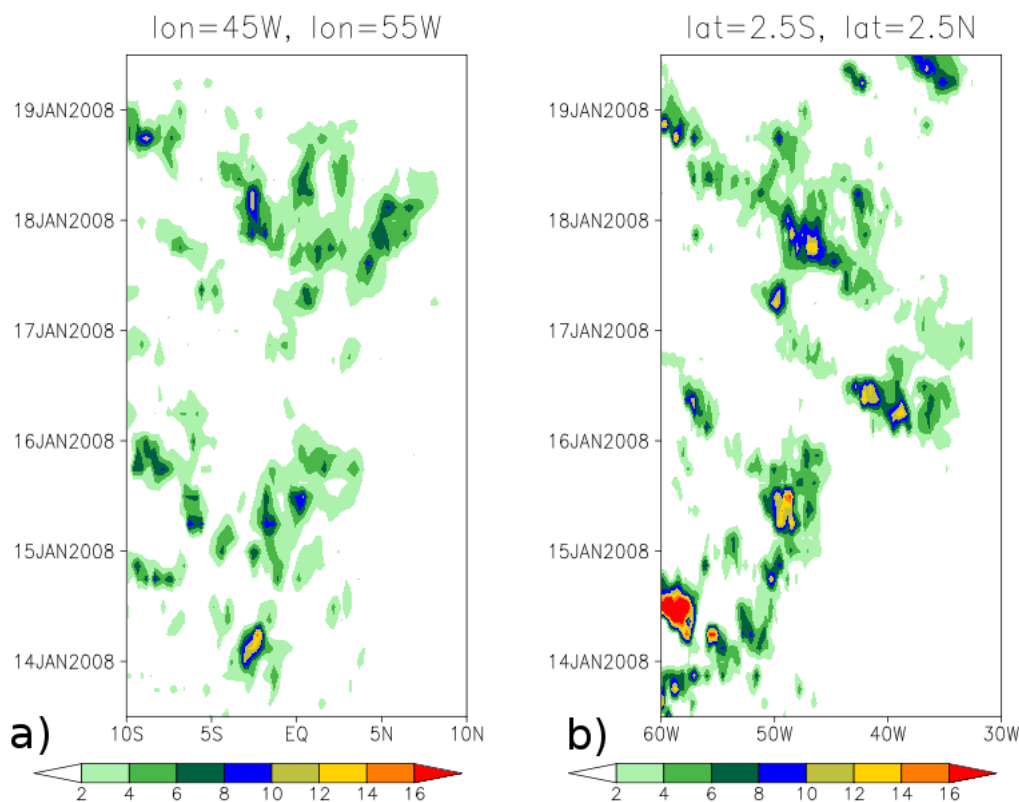 lon=45W, lon=55W
19JAN2008
18JAN2008
17JAN2008
16JAN2008
15JAN2008
14JAN2008
10S 5S EQ 5N 10N
a)
2 4 6 8 10 12 14 16
lat=2.5S, lat=2.5N
19JAN2008
18JAN2008
17JAN2008
16JAN2008
15JAN2008
14JAN2008
60W 50W 40W 30W
b)
2 4 6 8 10 12 14 16